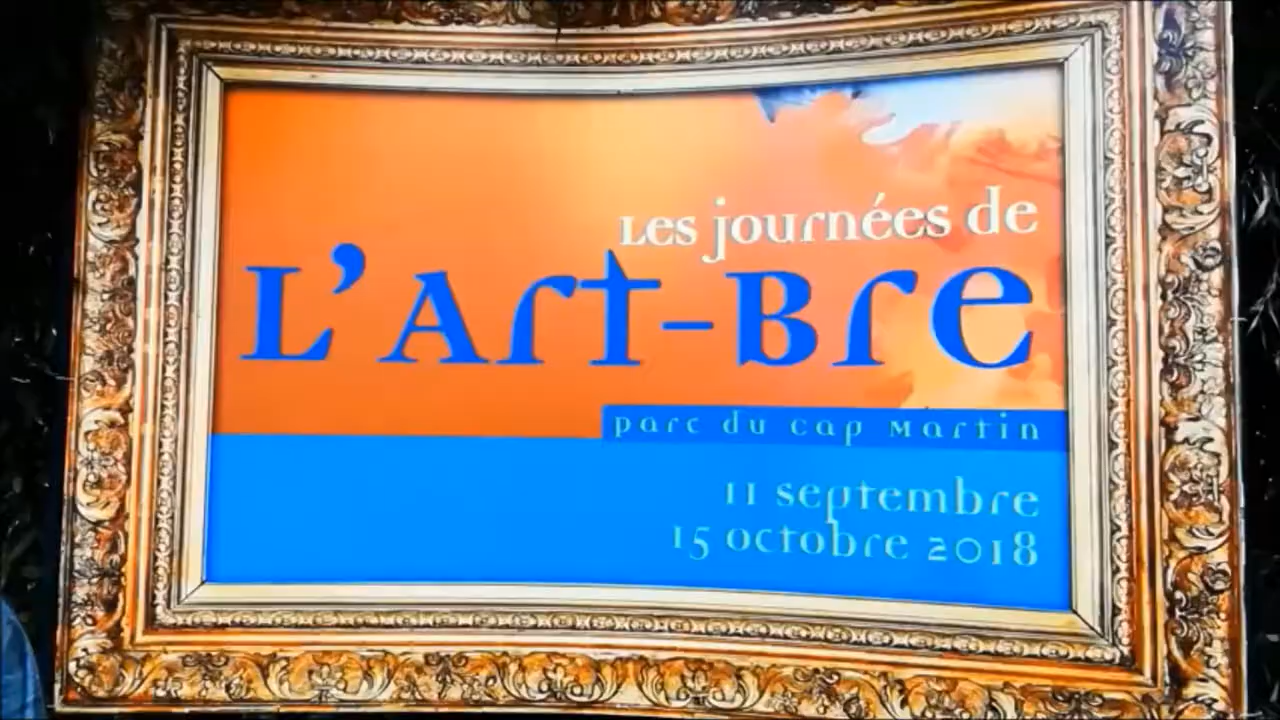 Les journées de
L'Art-Bre
parc du cap Martin
11 septembre
15 octobre 2018